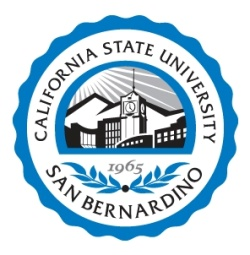 CALIFORNIA STATE UNIVERSITY
1965
SAN BERNARDINO